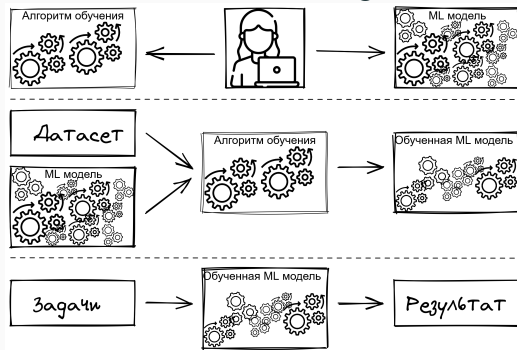 Алгоритм обучения
ML модель
Датасет
ML модель
Алгоритм обучения
Обученная ML модель
Задачи
Обученная ML модель
Результат